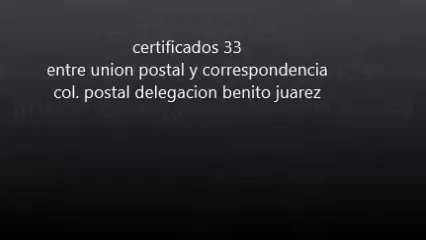 certificados 33
entre union postal y correspondencia
col. postal delegacion benito juarez